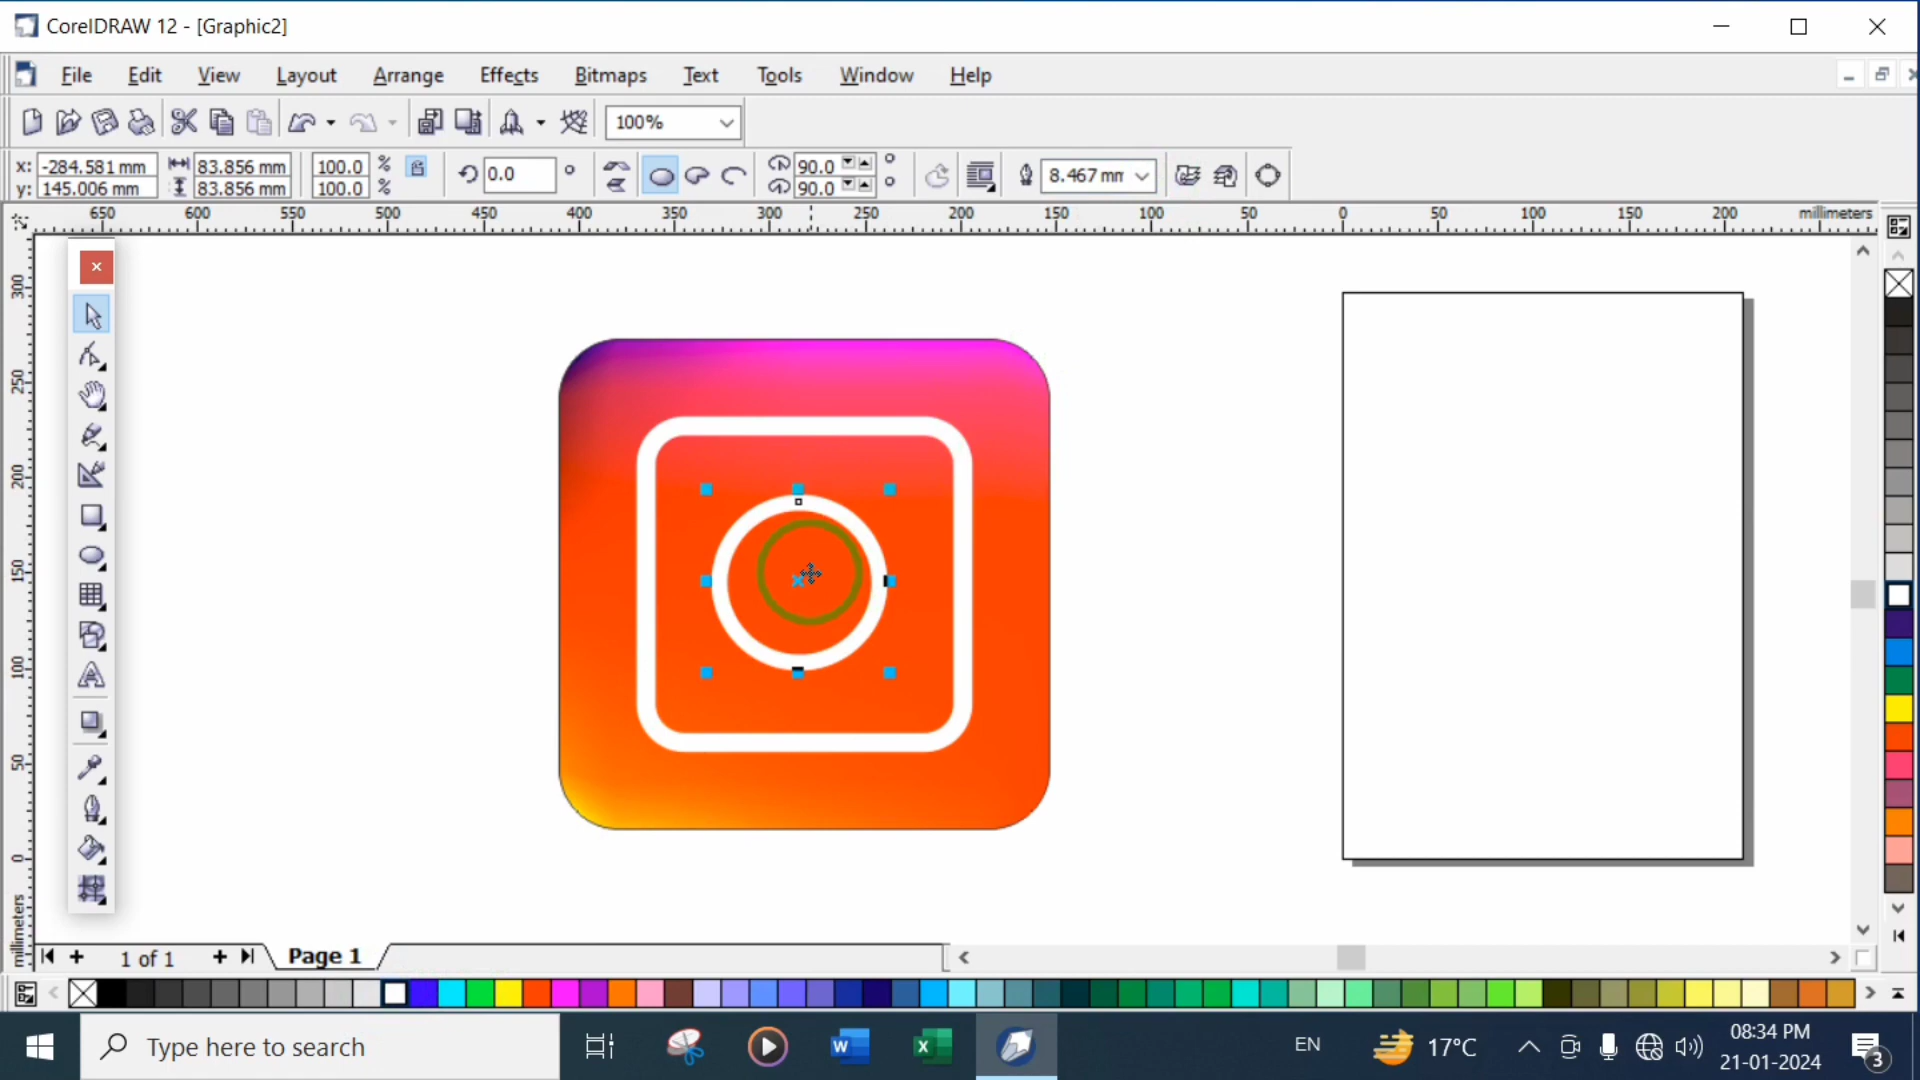 CorelDRAW 12 - [Graphic2]
File Edit View Layout Arrange Effects Bitmaps Text Tools Window Help
100%
x: -284.581 mm 83.856 mm 100.0 % 0.0 ° 90.0 ° 8.467 mm
y: 145.006 mm 83.856 mm 100.0 % 90.0 °
650 600 550 500 450 400 350 300 250 200 150 100 50 0 50 100 150 200 millimeters
300
250
200
150
100
50
0
millimeters
A
1 of 1 Page 1
Type here to search
W
X
EN
17°C
08:34 PM
21-01-2024
3